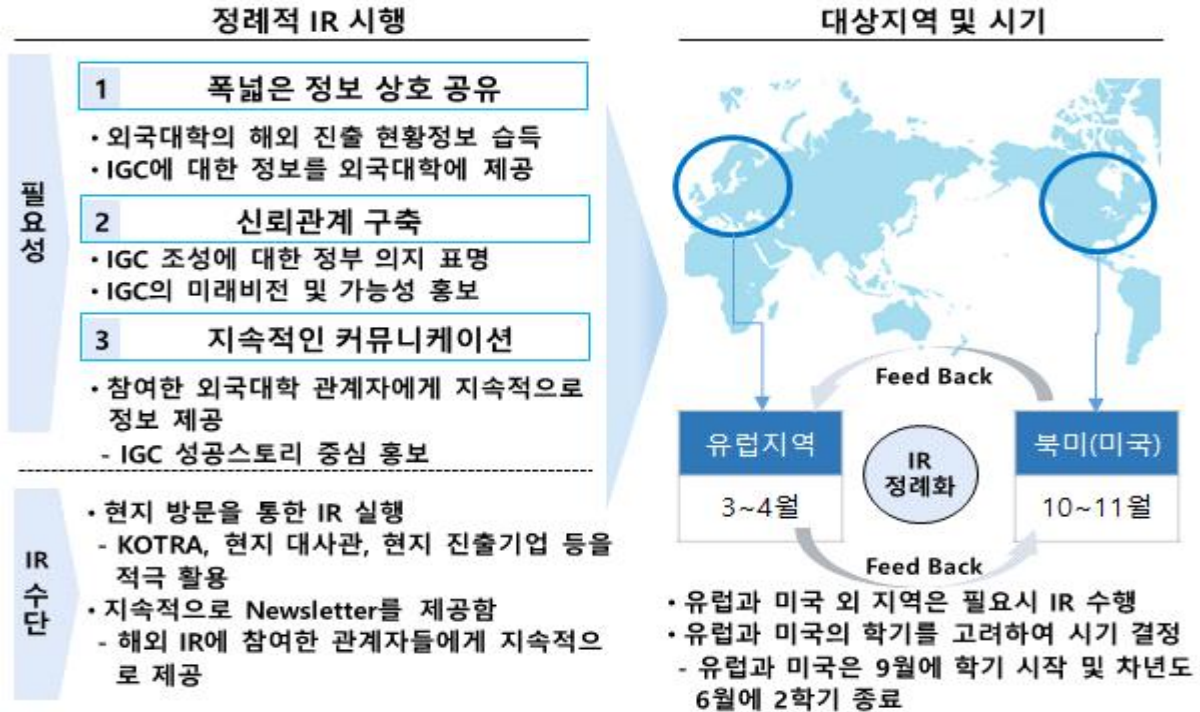 정례적 IR 시행
필요성
1 폭넓은 정보 상호 공유
• 외국대학의 해외 진출 현황정보 습득
• IGC에 대한 정보를 외국대학에 제공
2 신뢰관계 구축
• IGC 조성에 대한 정부 의지 표명
• IGC의 미래비전 및 가능성 홍보
3 지속적인 커뮤니케이션
• 참여한 외국대학 관계자에게 지속적으로
정보 제공
- IGC 성공스토리 중심 홍보
IR
수단
• 현지 방문을 통한 IR 실행
- KOTRA, 현지 대사관, 현지 진출기업 등을
적극 활용
• 지속적으로 Newsletter를 제공함
- 해외 IR에 참여한 관계자들에게 지속적으
로 제공
대상지역 및 시기
Feed Back
유럽지역
3~4월
IR
정례화
북미(미국)
10~11월
Feed Back
• 유럽과 미국 외 지역은 필요시 IR 수행
• 유럽과 미국의 학기를 고려하여 시기 결정
- 유럽과 미국은 9월에 학기 시작 및 차년도
6월에 2학기 종료